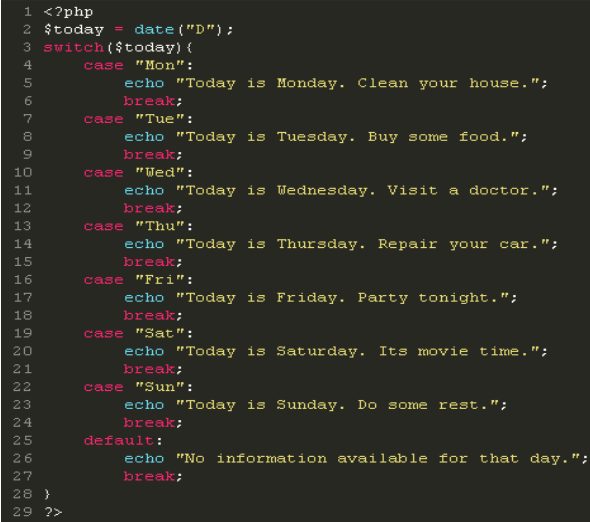 1 <?php
2 $today = date("D");
3 switch($today){
4 case "Mon":
5 echo "Today is Monday. Clean your house.";
6 break;
7 case "Tue":
8 echo "Today is Tuesday. Buy some food.";
9 break;
10 case "Wed":
11 echo "Today is Wednesday. Visit a doctor.";
12 break;
13 case "Thu":
14 echo "Today is Thursday. Repair your car.";
15 break;
16 case "Fri":
17 echo "Today is Friday. Party tonight.";
18 break;
19 case "Sat":
20 echo "Today is Saturday. Its movie time.";
21 break;
22 case "Sun":
23 echo "Today is Sunday. Do some rest.";
24 break;
25 default:
26 echo "No information available for that day.";
27 break;
28 }
29 ?>